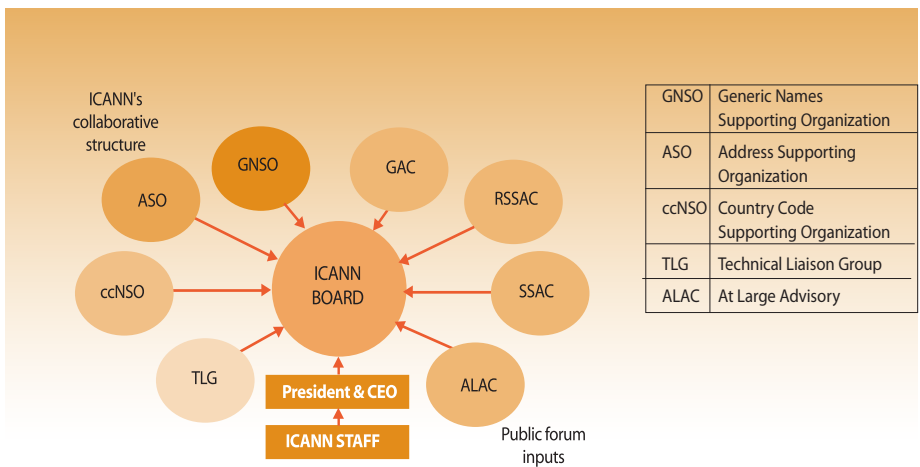 ICANN's
collaborative
structure
GNSO
GAC
ASO
RSSAC
ICANN
BOARD
ccNSO
SSAC
TLG
President & CEO
ALAC
ICANN STAFF
Public forum
inputs
GNSO Generic Names
Supporting Organization
ASO Address Supporting
Organization
ccNSO Country Code
Supporting Organization
TLG Technical Liaison Group
ALAC At Large Advisory